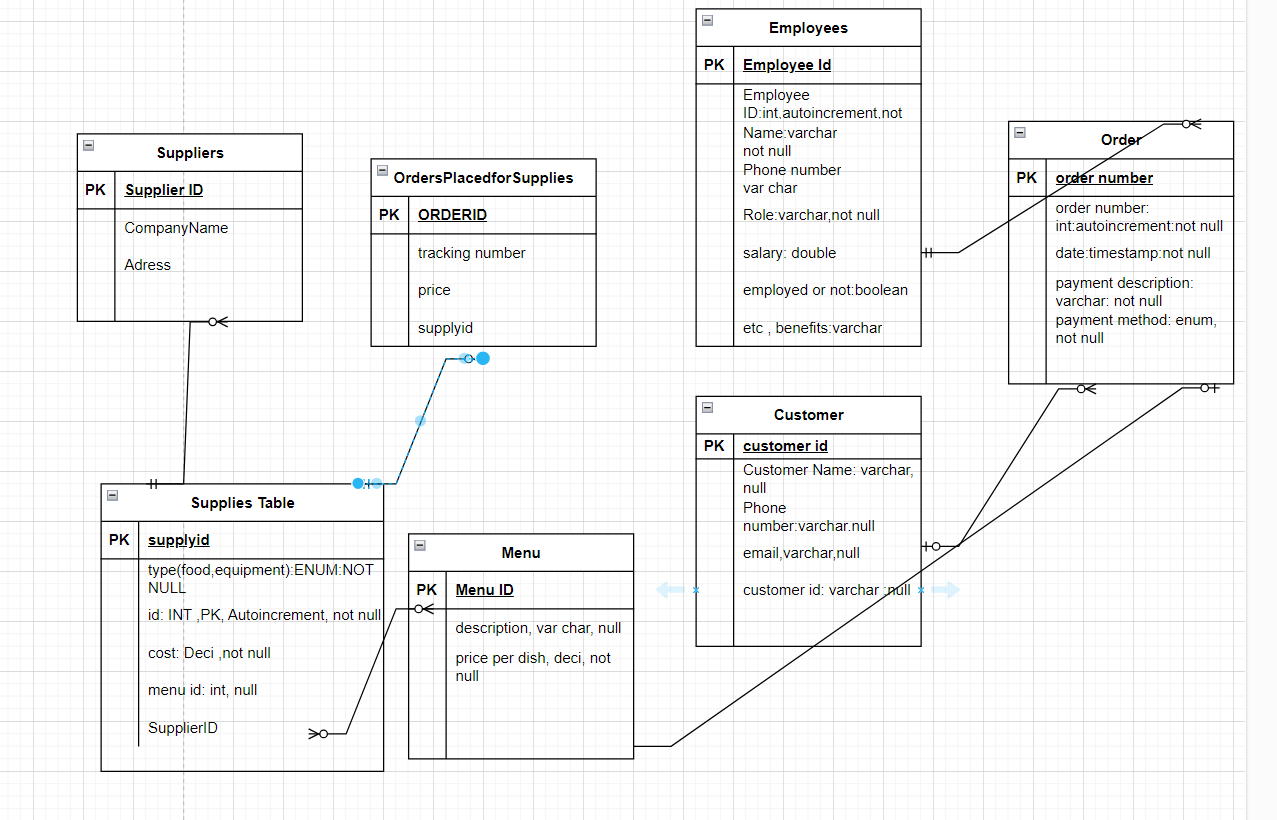 Employees
PK Employee Id
Employee
ID:int,autoincrement,not
Name:varchar
not null
Phone number
var char
Role:varchar,not null
salary: double
employed or not:boolean
etc , benefits:varchar
Order
PK order number
order number:
int:autoincrement:not null
date:timestamp:not null
payment description:
varchar: not null
payment method: enum,
not null
Suppliers
PK Supplier ID
CompanyName
Adress
OrdersPlacedforSupplies
PK ORDERID
tracking number
price
supplyid
Customer
PK customer id
Customer Name: varchar,
null
Phone
number:varchar.null
email,varchar,null
customer id: varchar :null
Supplies Table
PK supplyid
type(food,equipment):ENUM:NOT
NULL
id: INT ,PK, Autoincrement, not null
cost: Deci ,not null
menu id: int, null
SupplierID
Menu
PK Menu ID
description, var char, null
price per dish, deci, not
null